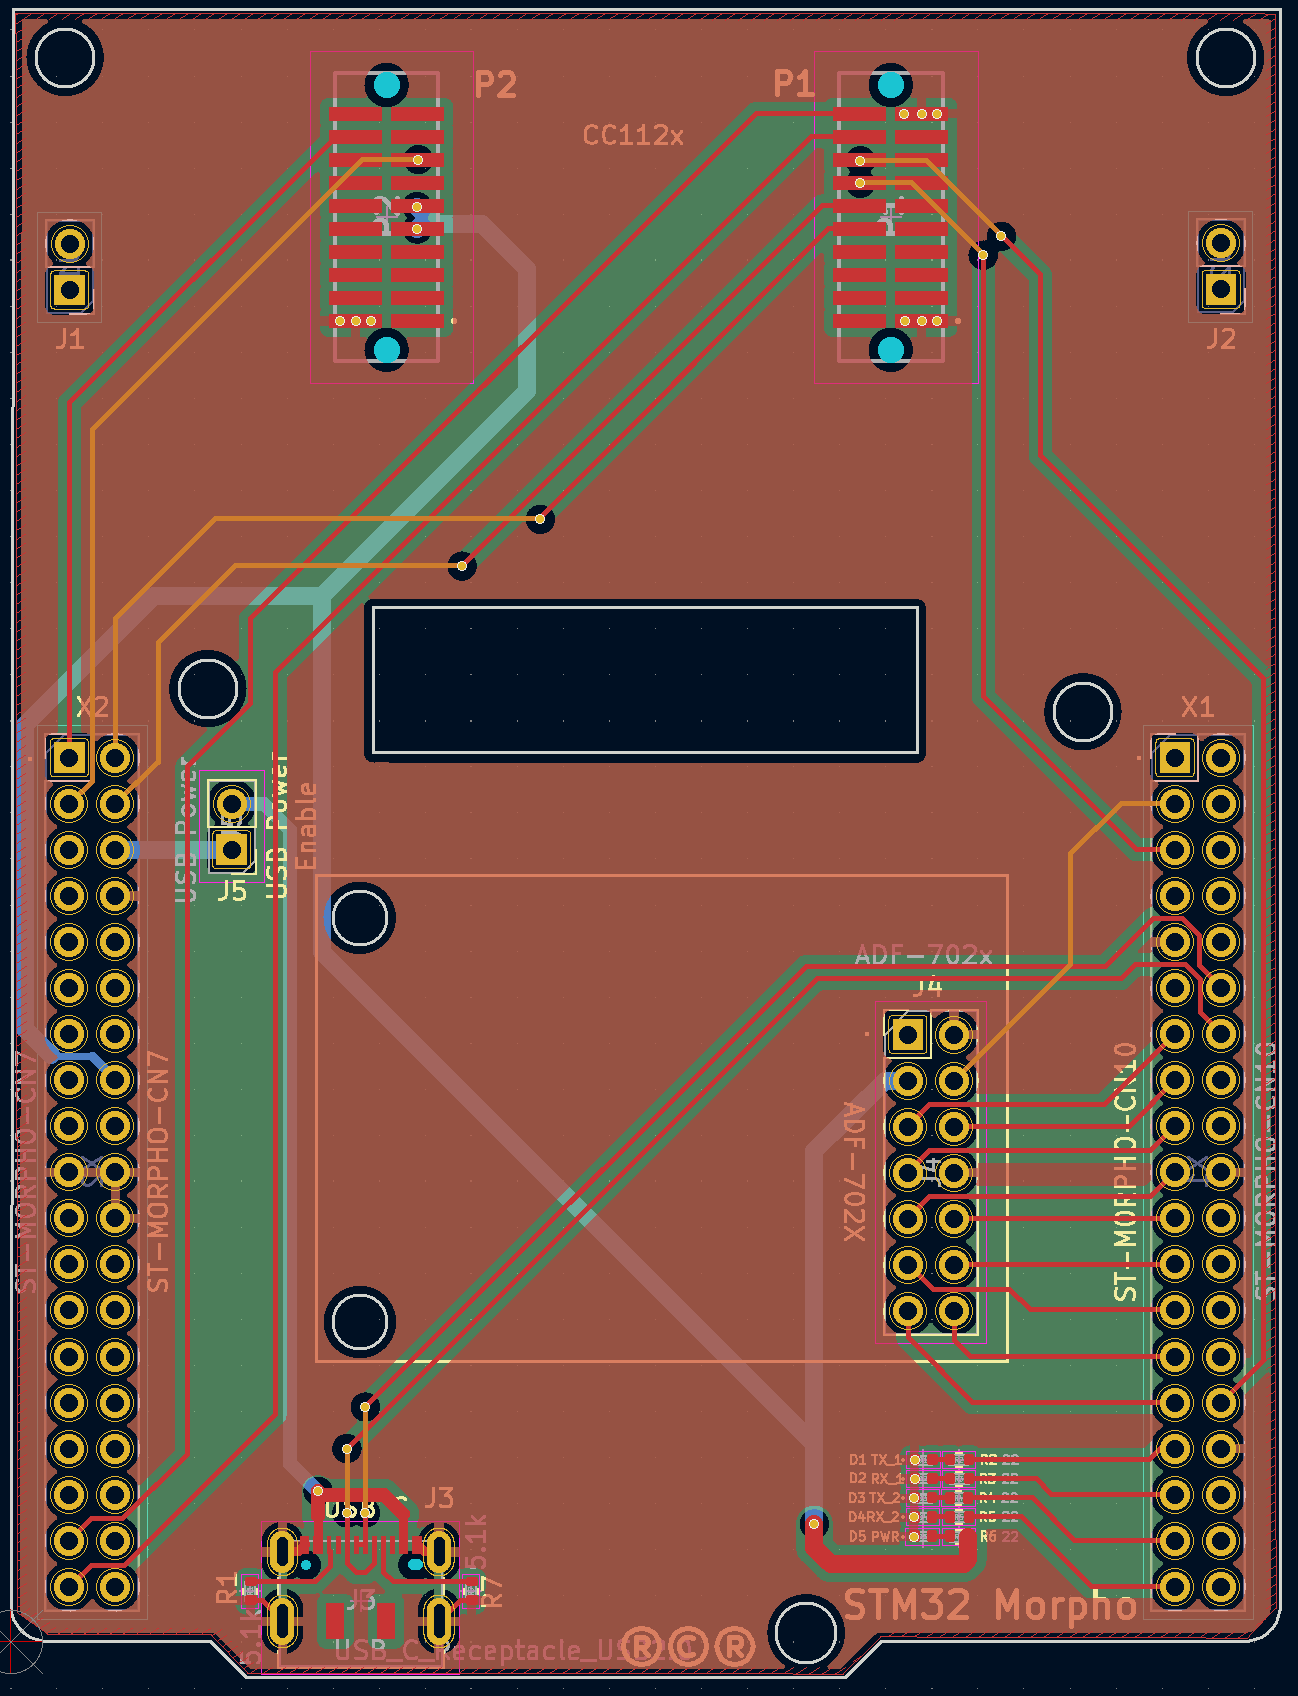 P2
P1
CC112x
J1
J2
X2
X1
USB Power
USB Power
Enable
J5
ADF-702x
J4
ST-MORPHO-CN7
ST-MORPHO-CN7
ADF-702X
J4
ST-MORPHO-CN10
ST-MORPHO-CN10
D1 TX_1
R2 22
D2 RX_1
R3 22
D3 TX_2
R4 22
D4RX_2
R5 22
D5 PWR
R6 22
J3
USB C
5.1k
R1
J3
R7
5.1k
STM32 Morpho
R C R